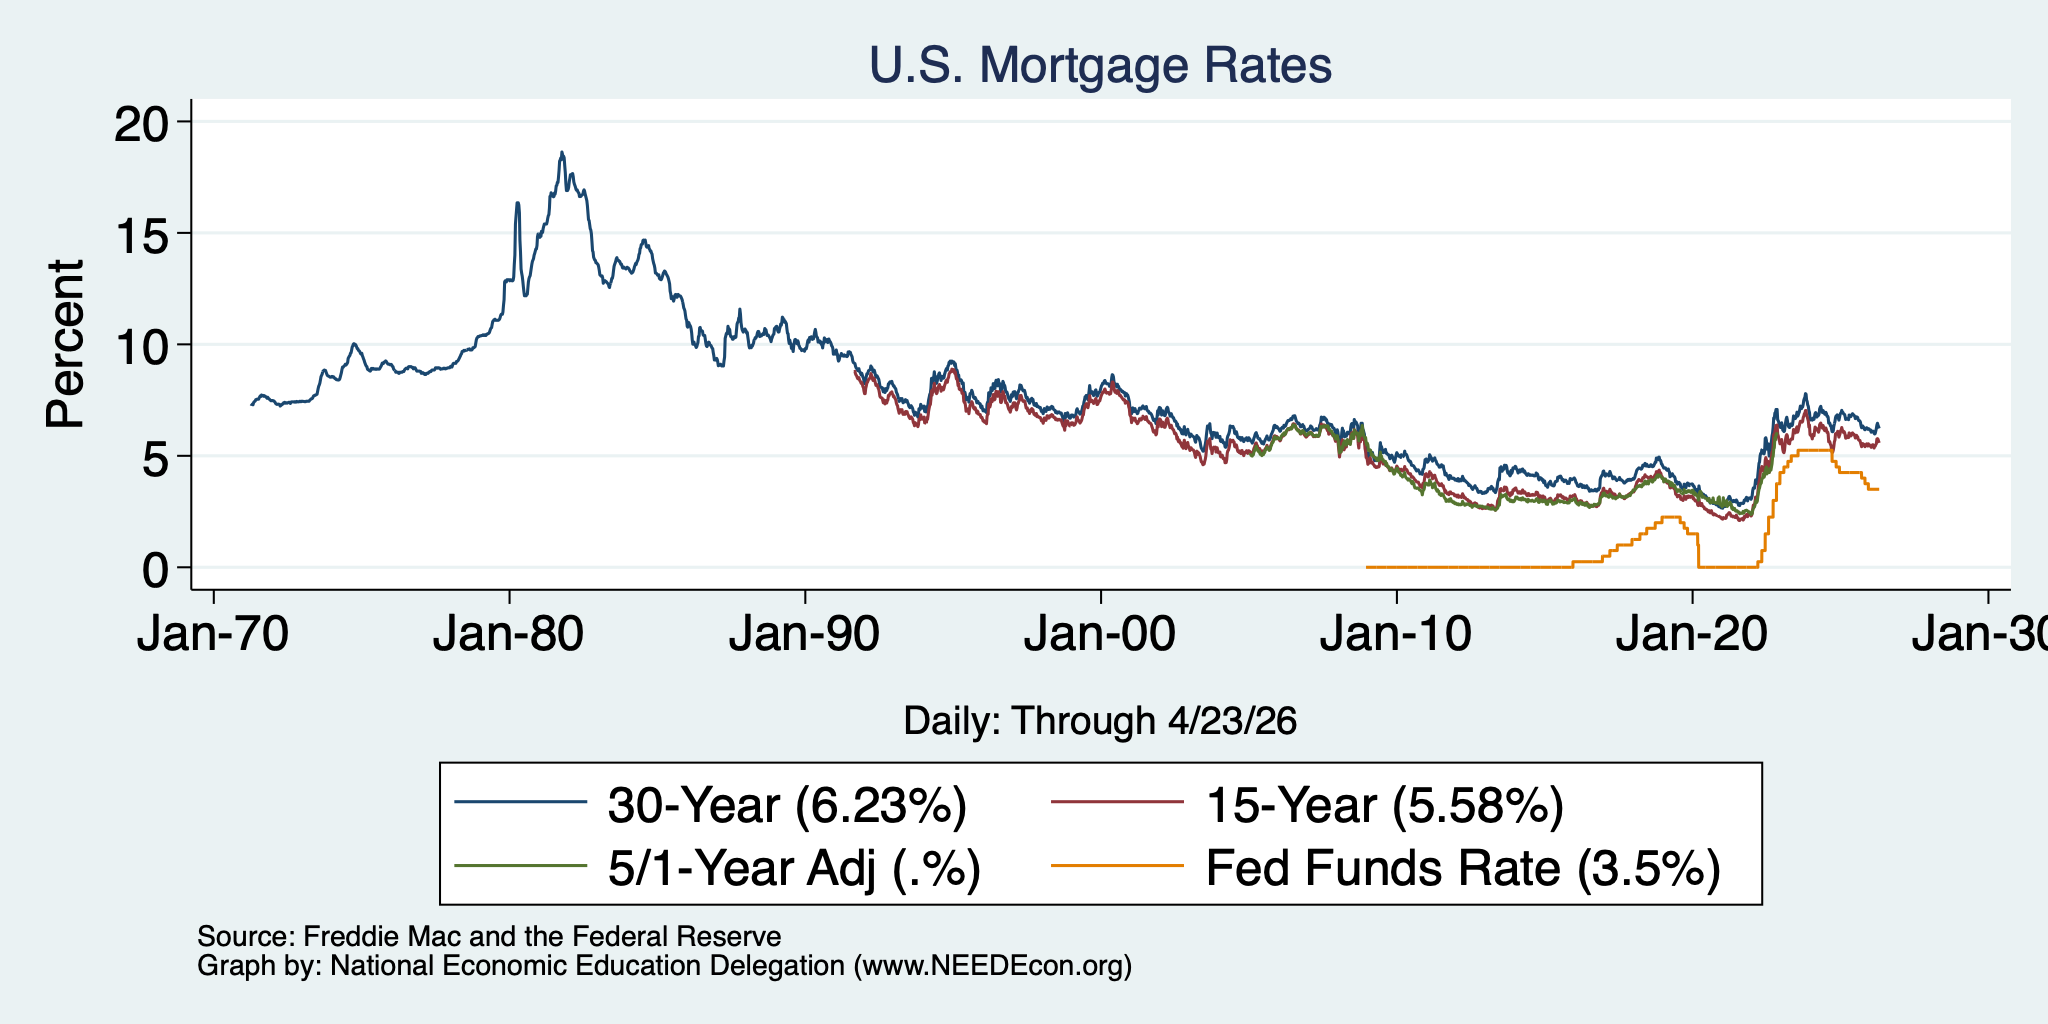 U.S. Mortgage Rates
Percent
20
15
10
5
0
Jan-70 Jan-80 Jan-90 Jan-00 Jan-10 Jan-20 Jan-30
Daily: Through 4/23/26
30-Year (6.23%) 15-Year (5.58%)
5/1-Year Adj (.%) Fed Funds Rate (3.5%)
Source: Freddie Mac and the Federal Reserve
Graph by: National Economic Education Delegation (www.NEEDEcon.org)